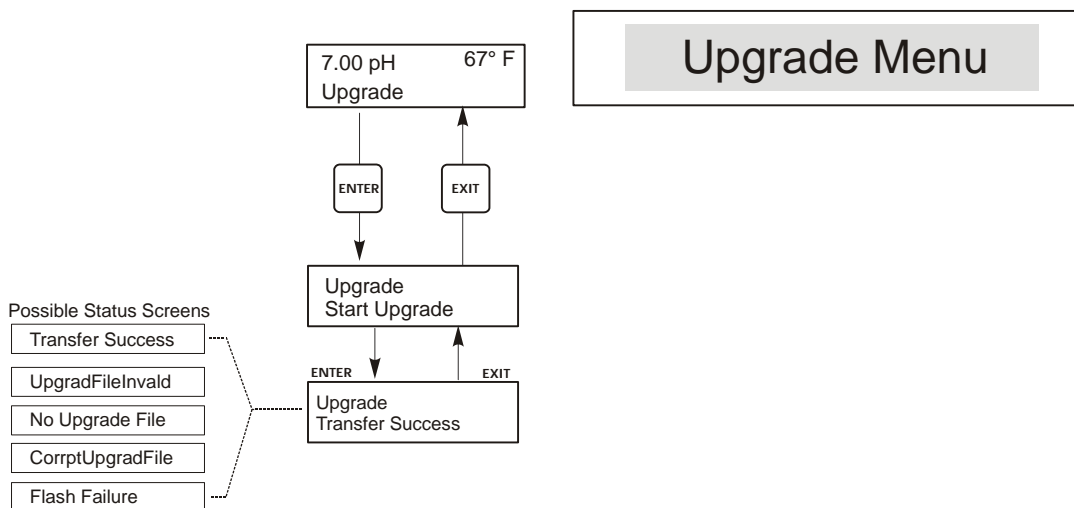 Upgrade Menu
7.00 pH 67° F
Upgrade
ENTER EXIT
Upgrade
Start Upgrade
Possible Status Screens
Transfer Success
UpgradFileInvald
No Upgrade File
CorrptUpgradFile
Flash Failure
ENTER EXIT
Upgrade
Transfer Success